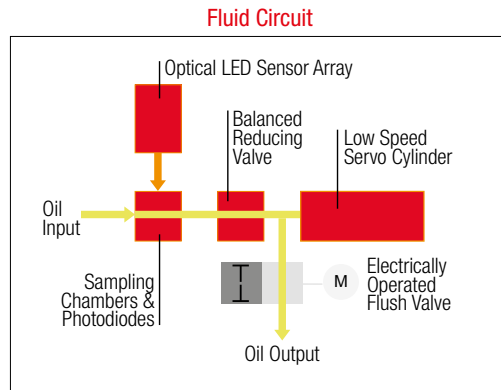 Fluid Circuit
Optical LED Sensor Array
Balanced
Reducing
Valve
Low Speed
Servo Cylinder
Oil
Input
Sampling
Chambers &
Photodiodes
M
Electrically
Operated
Flush Valve
Oil Output